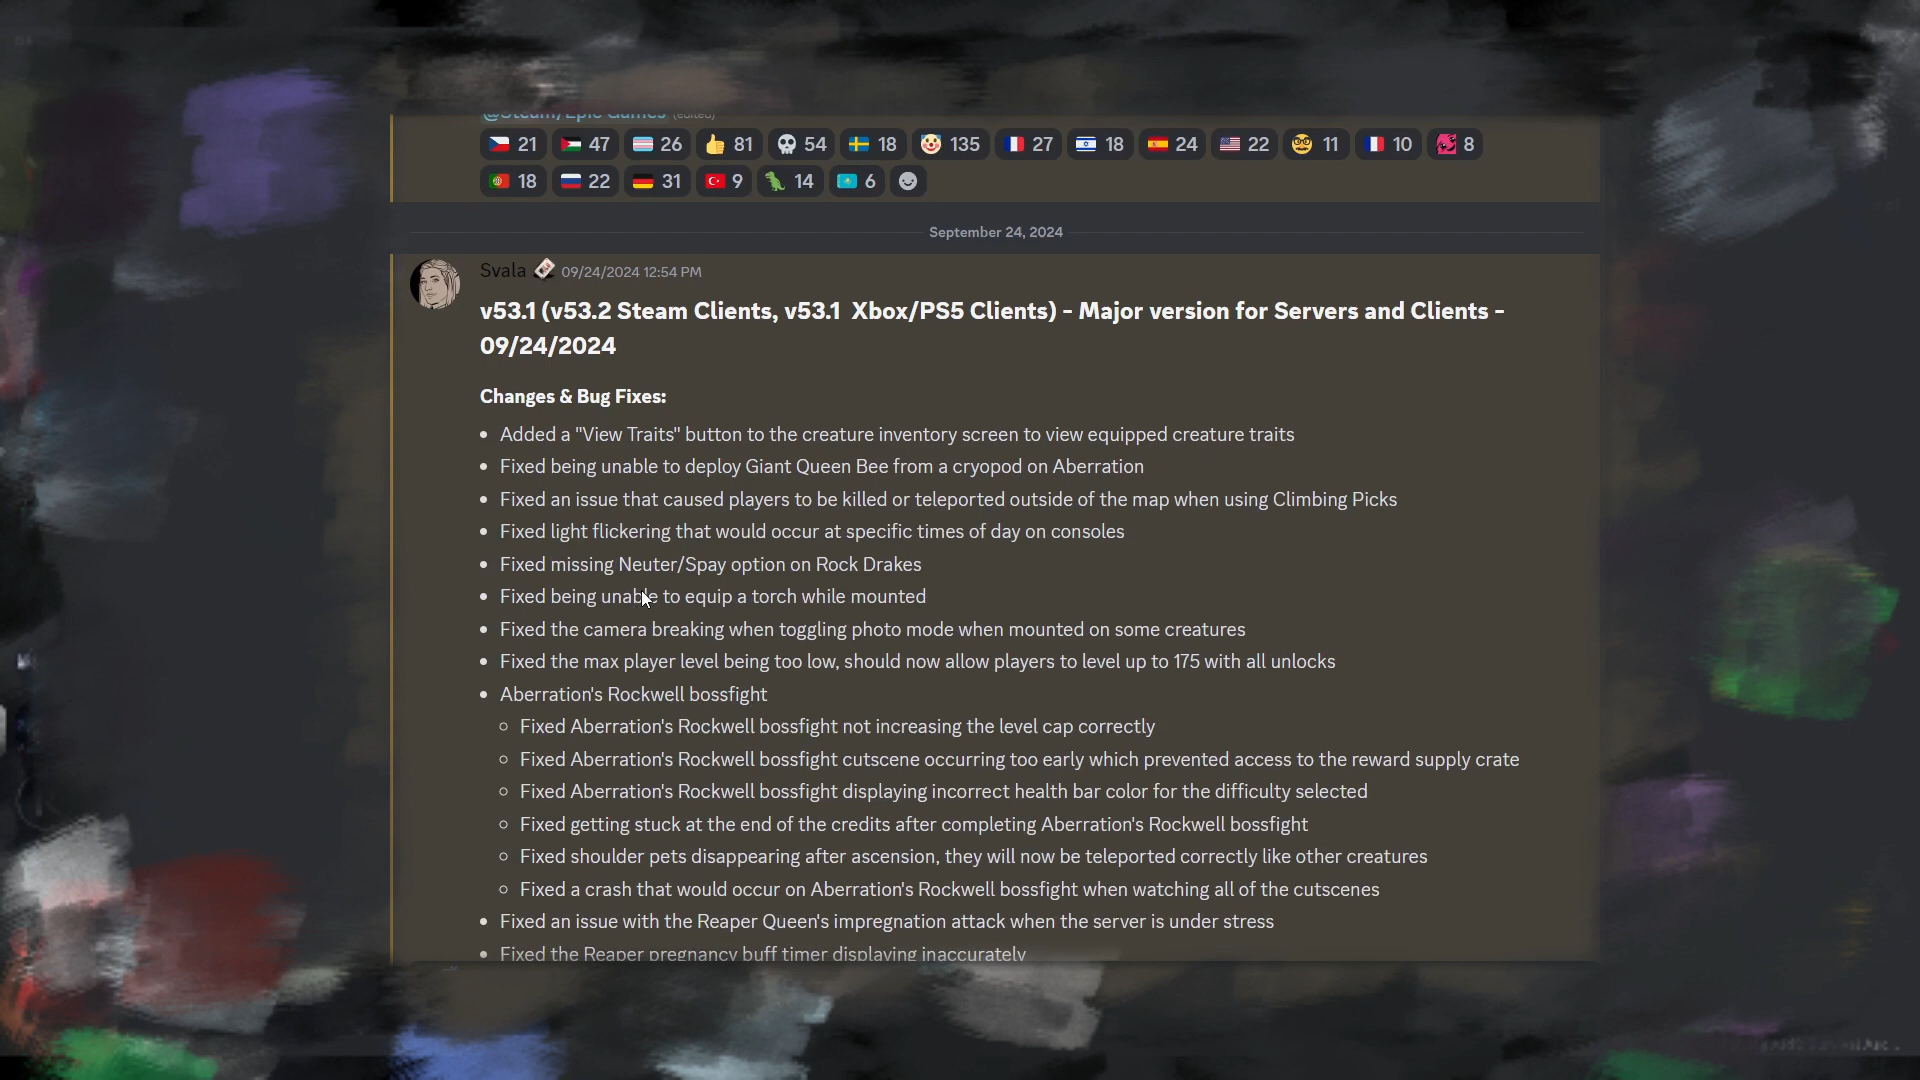 @Steam/Epic Games (edited)
21 47 26 81 54 18 135 27 18 24 22 11 10 8
18 22 31 9 14 6
September 24, 2024
Svala 09/24/2024 12:54 PM
v53.1 (v53.2 Steam Clients, v53.1 Xbox/PS5 Clients) - Major version for Servers and Clients -
09/24/2024
Changes & Bug Fixes:
• Added a "View Traits" button to the creature inventory screen to view equipped creature traits
• Fixed being unable to deploy Giant Queen Bee from a cryopod on Aberration
• Fixed an issue that caused players to be killed or teleported outside of the map when using Climbing Picks
• Fixed light flickering that would occur at specific times of day on consoles
• Fixed missing Neuter/Spay option on Rock Drakes
• Fixed being unable to equip a torch while mounted
• Fixed the camera breaking when toggling photo mode when mounted on some creatures
• Fixed the max player level being too low, should now allow players to level up to 175 with all unlocks
• Aberration's Rockwell bossfight
◦ Fixed Aberration's Rockwell bossfight not increasing the level cap correctly
◦ Fixed Aberration's Rockwell bossfight cutscene occurring too early which prevented access to the reward supply crate
◦ Fixed Aberration's Rockwell bossfight displaying incorrect health bar color for the difficulty selected
◦ Fixed getting stuck at the end of the credits after completing Aberration's Rockwell bossfight
◦ Fixed shoulder pets disappearing after ascension, they will now be teleported correctly like other creatures
◦ Fixed a crash that would occur on Aberration's Rockwell bossfight when watching all of the cutscenes
• Fixed an issue with the Reaper Queen's impregnation attack when the server is under stress
• Fixed the Reaper pregnancy buff timer displaying inaccurately